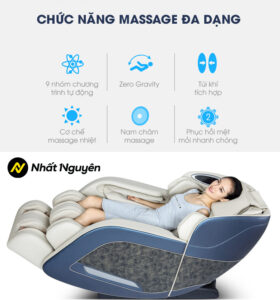 CHỨC NĂNG MASSAGE ĐA DẠNG
9 nhóm chương
trình tự động
Zero Gravity
Túi khí
tích hợp
Cơ chế
massage nhiệt
Nam châm
massage
2
Phục hồi mệt
mỏi nhanh chóng
Nhất Nguyên